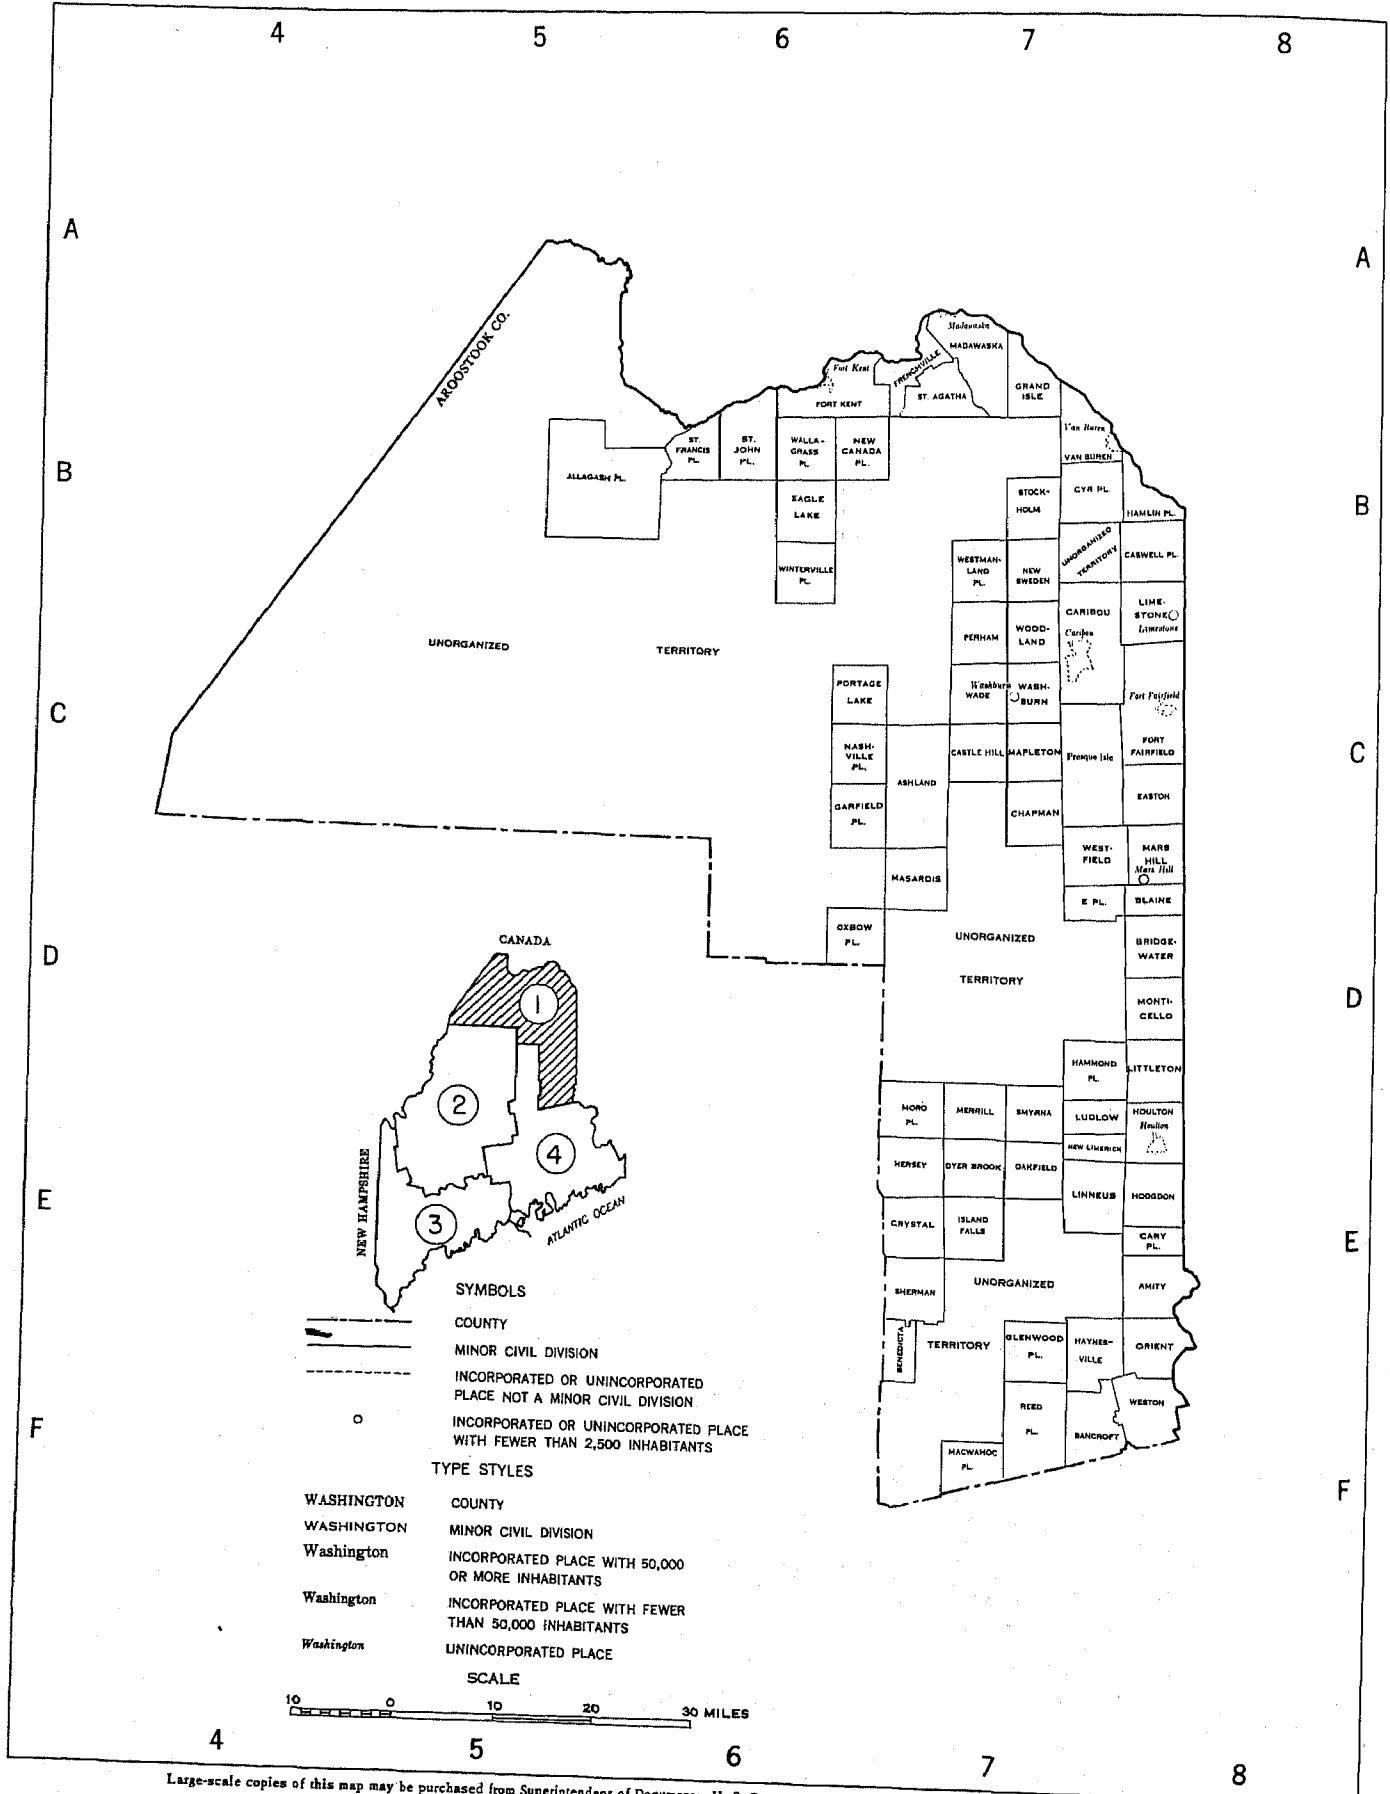 4 5 6 7 8
A
A
AROOSTOOK CO.
Madawaska
MADAWASKA
FRENCHVILLE
Fort Kent
FORT KENT
ST. AGATHA
GRAND
ISLE
B
B
ALLAGASH PL.
ST.
FRANCIS
PL.
ST.
JOHN
PL.
WALLA-
GRASS
PL.
NEW
CANADA
PL.
Van Buren
VAN BUREN
EAGLE
LAKE
STOCK-
HOLM
CYR PL.
HAMLIN PL.
WINTERVILLE
PL.
WESTMAN-
LAND
PL.
NEW
SWEDEN
UNORGANIZED
TERRITORY
CASWELL PL.
UNORGANIZED TERRITORY
PERHAM
WOOD-
LAND
CARIBOU
Caribou
LIME-
STONE
Limestone
C
C
PORTAGE
LAKE
Washburn
WADE
WASH-
BURN
Fort Fairfield
FORT
FAIRFIELD
NASH-
VILLE
PL.
ASHLAND
CASTLE HILL
MAPLETON
Presque Isle
GARFIELD
PL.
CHAPMAN
EASTON
MASARDIS
WEST-
FIELD
MARS
HILL
Mars Hill
E PL.
BLAINE
D
D
OXBOW
PL.
UNORGANIZED
TERRITORY
BRIDGE-
WATER
MONTI-
CELLO
HAMMOND
PL.
LITTLETON
MORO
PL.
MERRILL
SMYRNA
LUDLOW
HOULTON
Houlton
NEW LIMERICK
HERSEY
DYER BROOK
OAKFIELD
LINNEUS
HODGDON
E
E
CRYSTAL
ISLAND
FALLS
CARY
PL.
SHERMAN
UNORGANIZED
TERRITORY
AMITY
BENEDICTA
GLENWOOD
PL.
HAYNES-
VILLE
ORIENT
REED
PL.
BANCROFT
WESTON
MACWAHOC
PL.
F
F
CANADA
1
2
4
3
NEW HAMPSHIRE
ATLANTIC OCEAN
SYMBOLS
COUNTY
MINOR CIVIL DIVISION
INCORPORATED OR UNINCORPORATED
PLACE NOT A MINOR CIVIL DIVISION
INCORPORATED OR UNINCORPORATED PLACE
WITH FEWER THAN 2,500 INHABITANTS
TYPE STYLES
WASHINGTON COUNTY
WASHINGTON MINOR CIVIL DIVISION
Washington INCORPORATED PLACE WITH 50,000
OR MORE INHABITANTS
Washington INCORPORATED PLACE WITH FEWER
THAN 50,000 INHABITANTS
Washington UNINCORPORATED PLACE
SCALE
10 0 10 20 30 MILES
4 5 6 7 8
Large-scale copies of this map may be purchased from Superintendent of